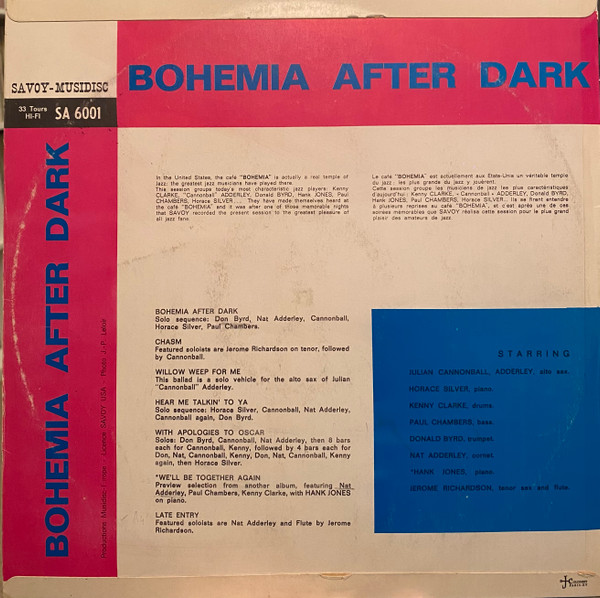 BOHEMIA AFTER DARK
SAVOY-MUSIDISC
33 Tours
Hi-Fi
SA 6001
BOHEMIA AFTER DARK
In the United States, the café "BOHEMIA" is actually a real temple of
jazz; the greatest jazz musicians have played there.
This session groups today's most characteristic jazz players: Kenny
CLARKE, "Cannonball" ADDERLEY, Donald BYRD, Hank JONES, Paul
CHAMBERS, Horace SILVER.... They have made themselves heard at
the café "BOHEMIA" and it was after one of those memorable nights
that SAVOY recorded the present session to the greatest pleasure of
all jazz fans.
Le café "BOHEMIA" est actuellement aux Etats-Unis un véritable temple
du jazz : les plus grands du jazz y jouèrent.
Cette session groupe les musiciens de jazz les plus caractéristiques
d'aujourd'hui : Kenny CLARKE, - Cannonball - ADDERLEY, Donald BYRD,
Hank JONES, Paul CHAMBERS, Horace SILVER... Ils se firent entendre
à plusieurs reprises au café "BOHEMIA", et c'est après une de ces
soirées mémorables que SAVOY réalisa cette session pour le plus grand
plaisir des amateurs de jazz.
BOHEMIA AFTER DARK
Solo sequence: Don Byrd, Nat Adderley, Cannonball,
Horace Silver, Paul Chambers.
CHASM
Featured soloists are Jerome Richardson on tenor, followed
by Cannonball.
WILLOW WEEP FOR ME
This ballad is a solo vehicle for the alto sax of Julian
"Cannonball" Adderley.
HEAR ME TALKIN' TO YA
Solo sequence: Horace Silver, Cannonball, Nat Adderley,
Cannonball again, Don Byrd.
WITH APOLOGIES TO OSCAR
Solos: Don Byrd, Cannonball, Nat Adderley, then 8 bars
each for Cannonball, Kenny, followed by 4 bars each for
Don, Nat, Cannonball, Kenny, Don, Nat, Cannonball, Kenny
again, then Horace Silver.
*WE'LL BE TOGETHER AGAIN
Preview selection from another album, featuring Nat
Adderley, Paul Chambers, Kenny Clarke, with HANK JONES
on piano.
LATE ENTRY
Featured soloists are Nat Adderley and Flute by Jerome
Richardson.
STARRING
JULIAN CANNONBALL, ADDERLEY, alto sax.
HORACE SILVER, piano.
KENNY CLARKE, drums.
PAUL CHAMBERS, bass.
DONALD BYRD, trumpet.
NAT ADDERLEY, cornet.
*HANK JONES, piano.
JEROME RICHARDSON, tenor sax and flute.
Productions Musidisc-Europe - Licence SAVOY USA - Photo J.-P. Leloir